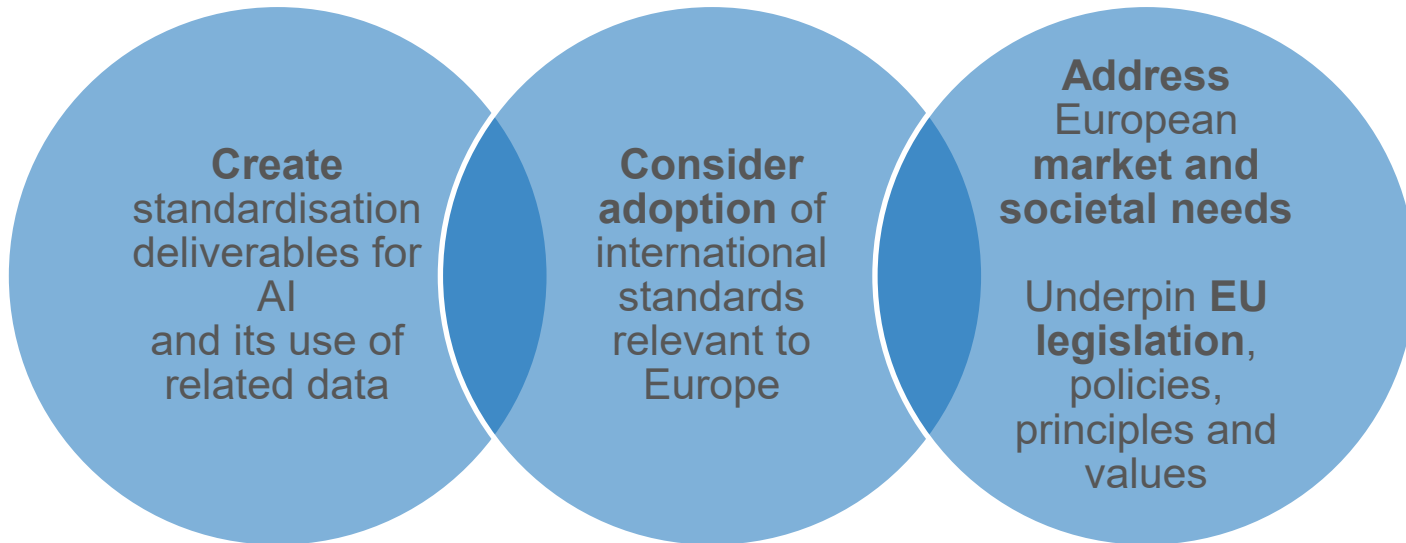 Create
standardisation
deliverables for
AI
and its use of
related data
Consider
adoption of
international
standards
relevant to
Europe
Address
European
market and
societal needs
Underpin EU
legislation,
policies,
principles and
values